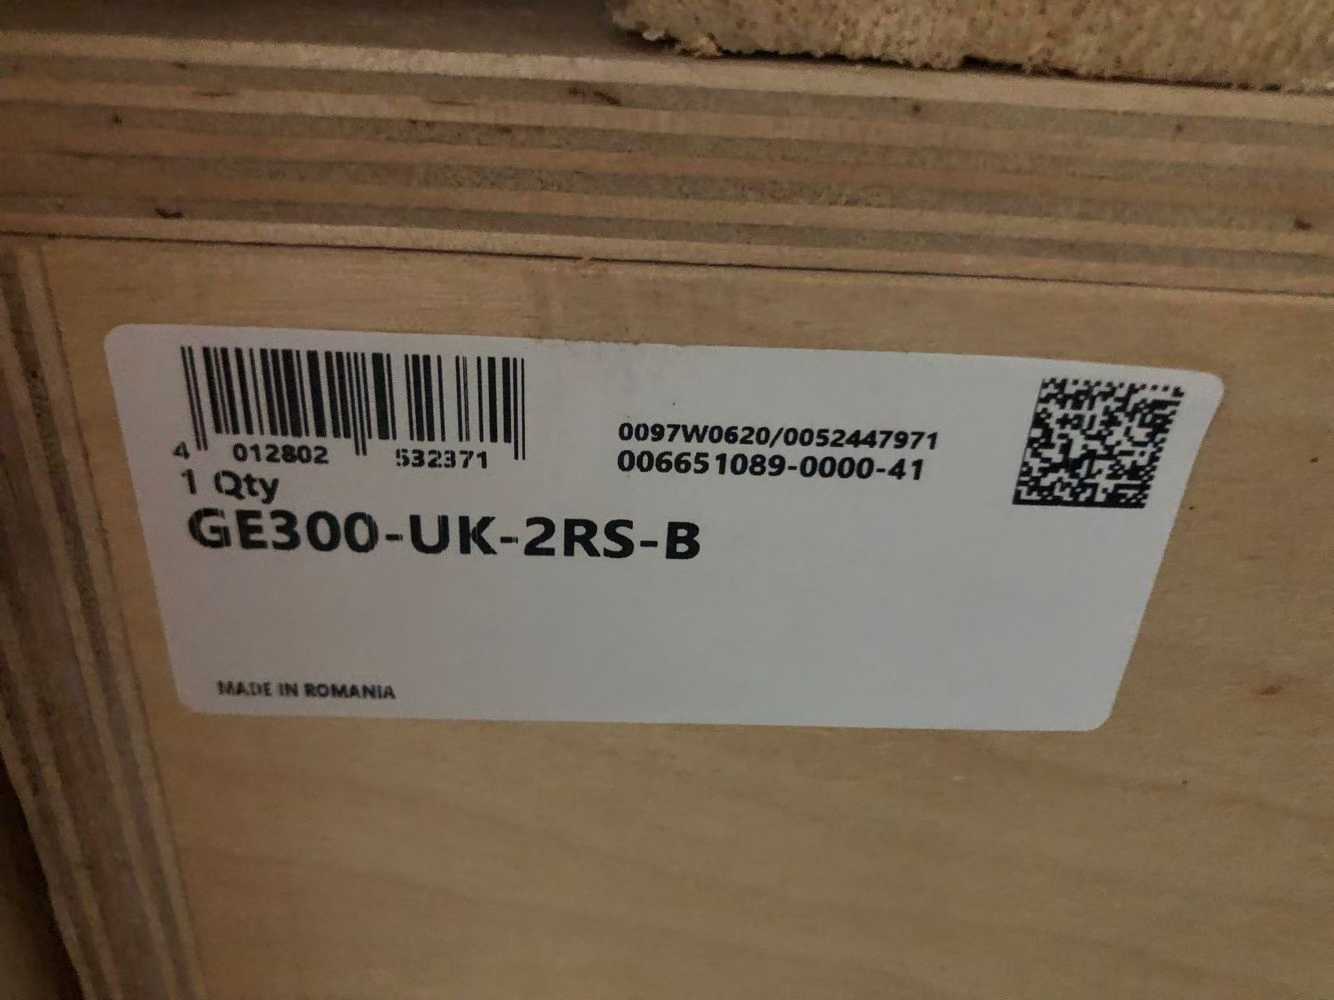 4 012802 532371
0097W0620/0052447971
006651089-0000-41
1 Qty
GE300-UK-2RS-B
MADE IN ROMANIA